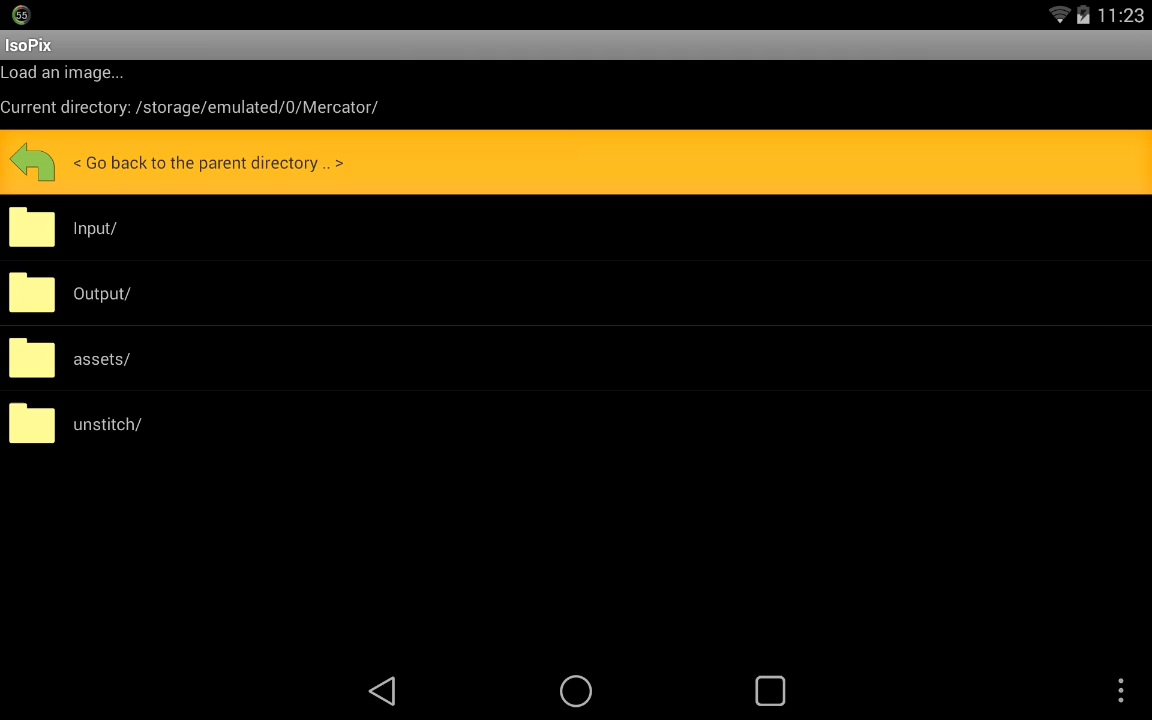 55
11:23
IsoPix
Load an image...
Current directory: /storage/emulated/0/Mercator/
< Go back to the parent directory .. >
Input/
Output/
assets/
unstitch/